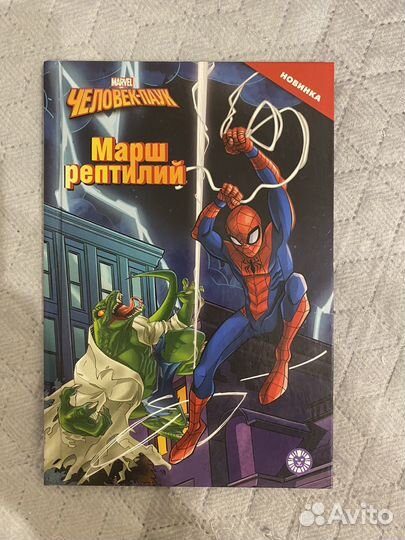 MARVEL
ЧЕЛОВЕК-ПАУК
НОВИНКА
Марш
рептилий
Avito